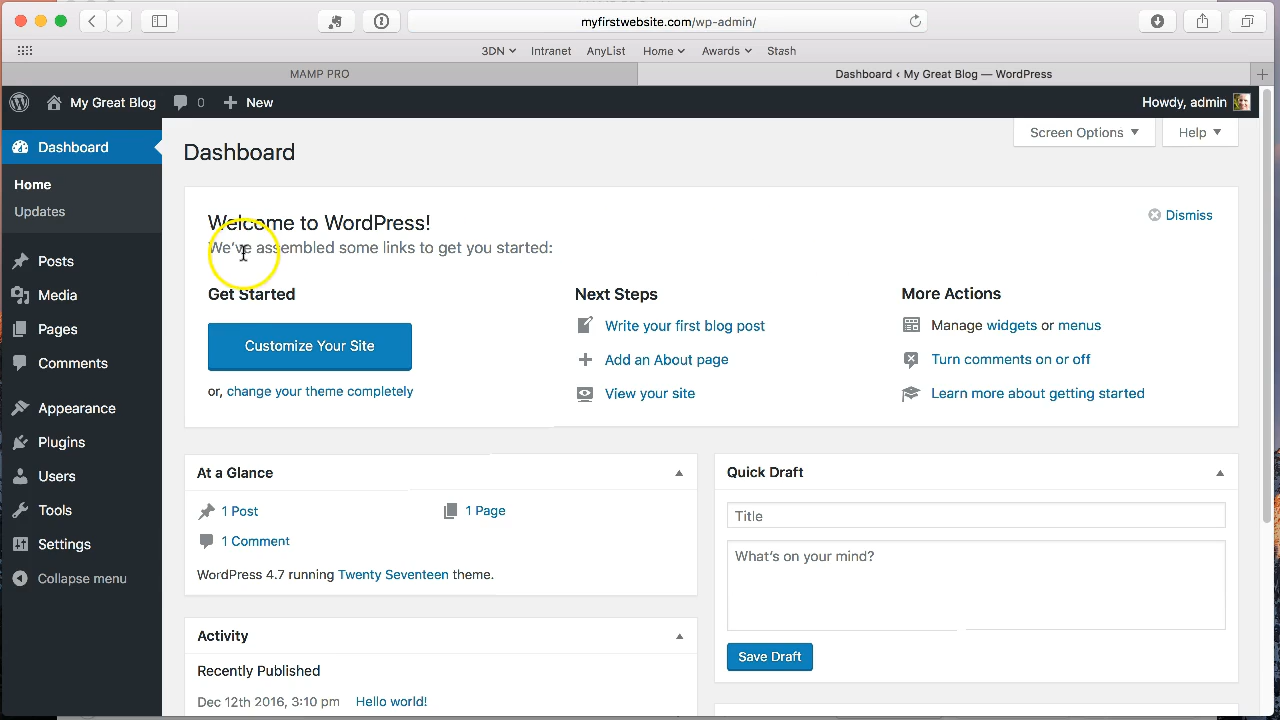 myfirstwebsite.com/wp-admin/
3DN Intranet AnyList Home Awards Stash
MAMP PRO
Dashboard ‹ My Great Blog — WordPress
My Great Blog 0 New
Howdy, admin
Dashboard
Home
Updates
Posts
Media
Pages
Comments
Appearance
Plugins
Users
Tools
Settings
Collapse menu
Screen Options Help
Dashboard
Welcome to WordPress!
Dismiss
We've assembled some links to get you started:
Get Started
Customize Your Site
or, change your theme completely
Next Steps
Write your first blog post
Add an About page
View your site
More Actions
Manage widgets or menus
Turn comments on or off
Learn more about getting started
At a Glance
1 Post 1 Page
1 Comment
WordPress 4.7 running Twenty Seventeen theme.
Activity
Recently Published
Dec 12th 2016, 3:10 pm Hello world!
Quick Draft
Title
What's on your mind?
Save Draft